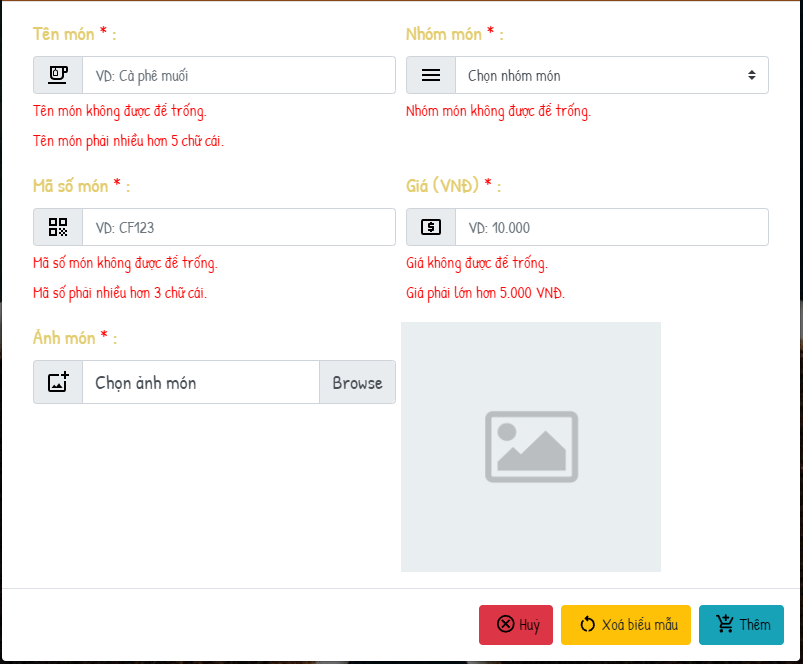 Tên món * :
Nhóm món * :
VD: Cà phê muối
Chọn nhóm món
Tên món không được để trống.
Nhóm món không được để trống.
Tên món phải nhiều hơn 5 chữ cái.
Mã số món * :
Giá (VNĐ) * :
VD: CF123
VD: 10.000
Mã số món không được để trống.
Giá không được để trống.
Mã số phải nhiều hơn 3 chữ cái.
Giá phải lớn hơn 5.000 VNĐ.
Ảnh món * :
Chọn ảnh món
Browse
Huỷ
Xoá biểu mẫu
Thêm